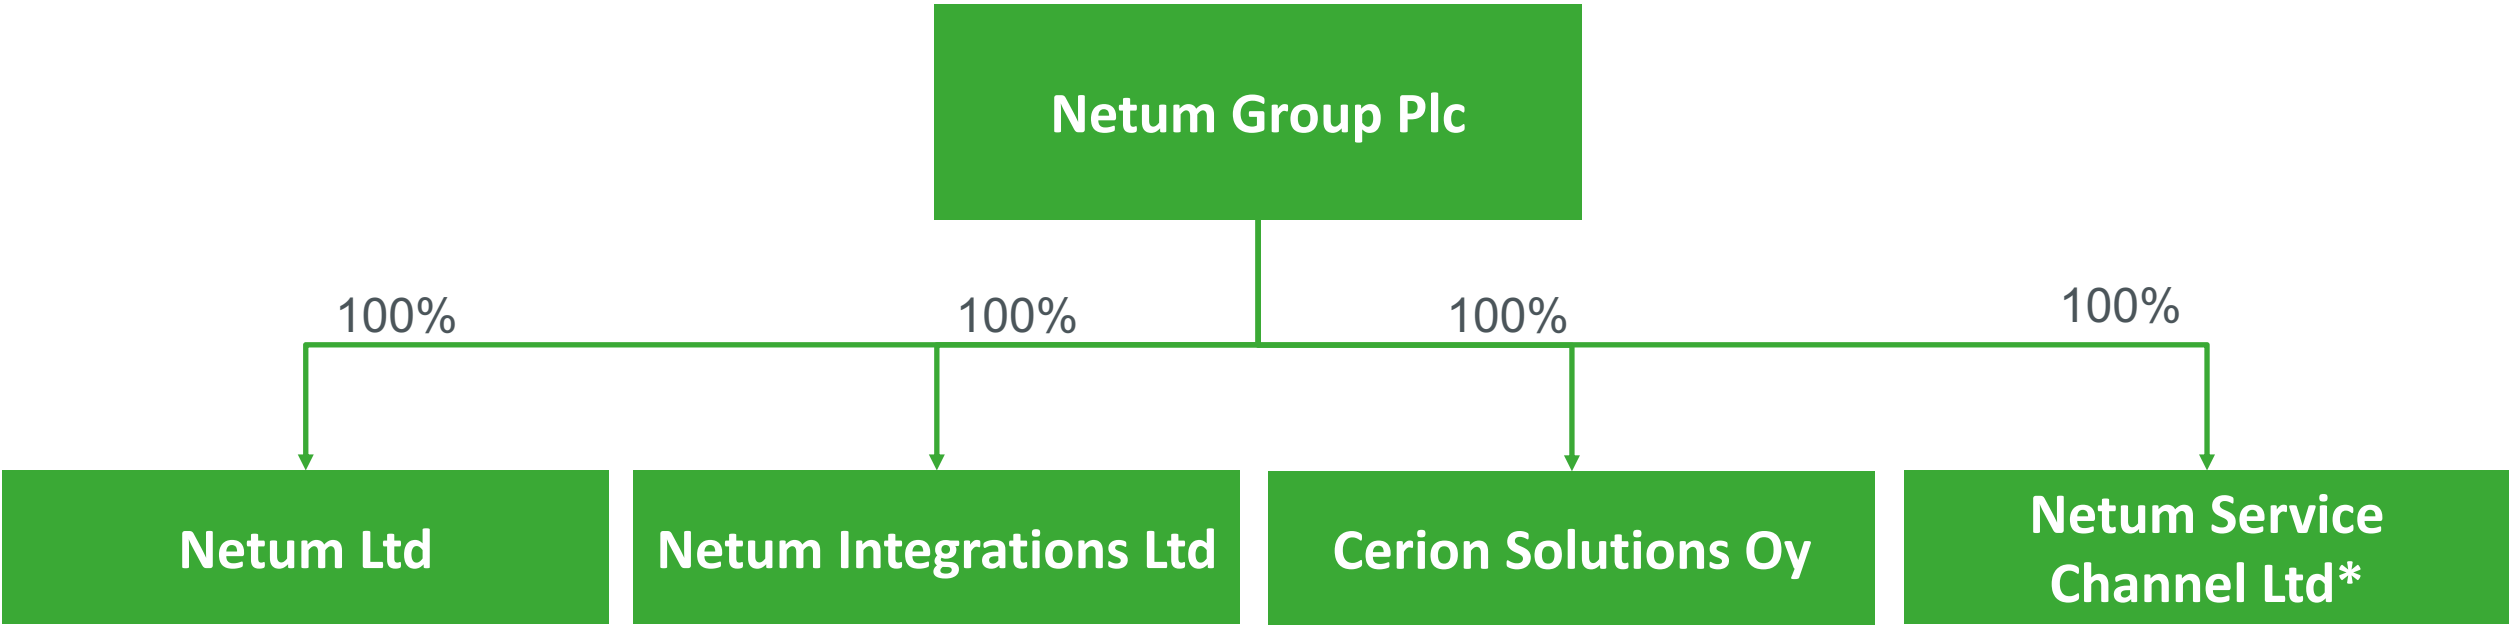 Netum Group Plc
100%
100%
100%
100%
Netum Ltd
Netum Integrations Ltd
Cerion Solutions Oy
Netum Service
Channel Ltd*